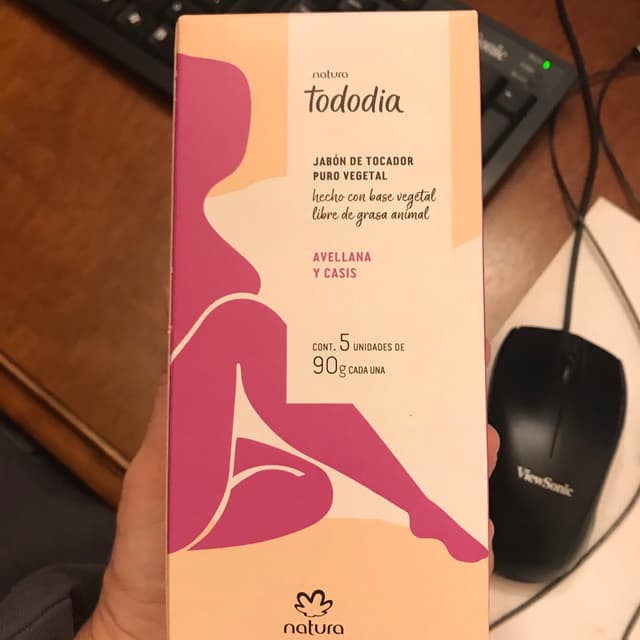 natura
Tododia
JABÓN DE TOCADOR
PURO VEGETAL
hecho con base vegetal
libre de grasa animal
AVELLANA
Y CASIS
CONT. 5 UNIDADES DE
90g CADA UNA
natura
ViewSonic